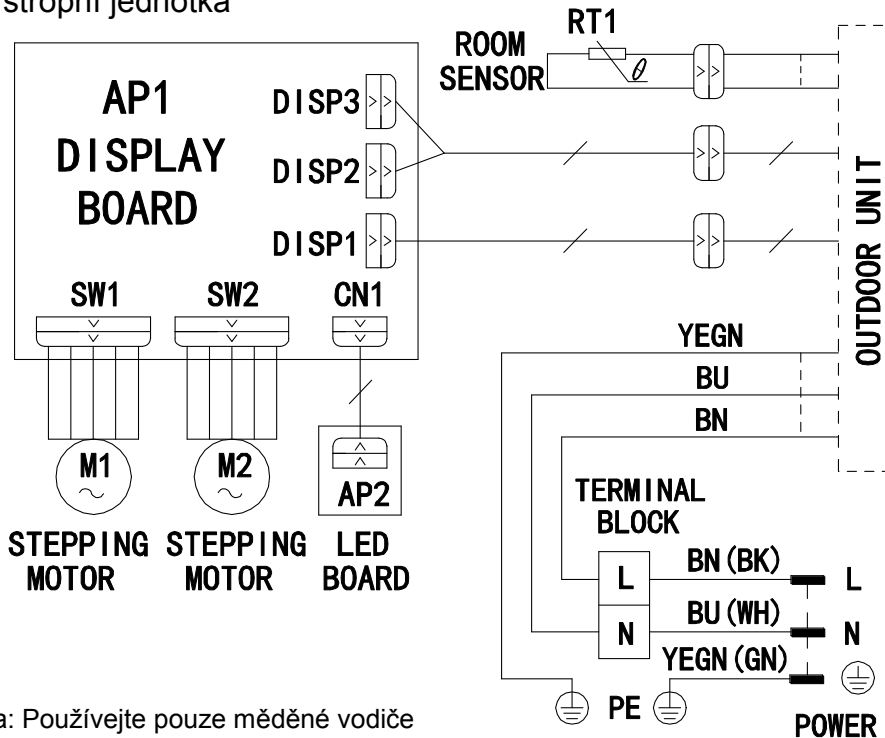 stropní jednotka
RT1
ROOM
SENSOR
θ
AP1
DISPLAY
BOARD
DISP3
DISP2
DISP1
OUTDOOR UNIT
SW1
SW2
CN1
YEGN
BU
BN
M1
M2
AP2
STEPPING
MOTOR
STEPPING
MOTOR
LED
BOARD
TERMINAL
BLOCK
L
BN(BK)
L
N
BU(WH)
N
YEGN(GN)
PE
POWER
a: Používejte pouze měděné vodiče